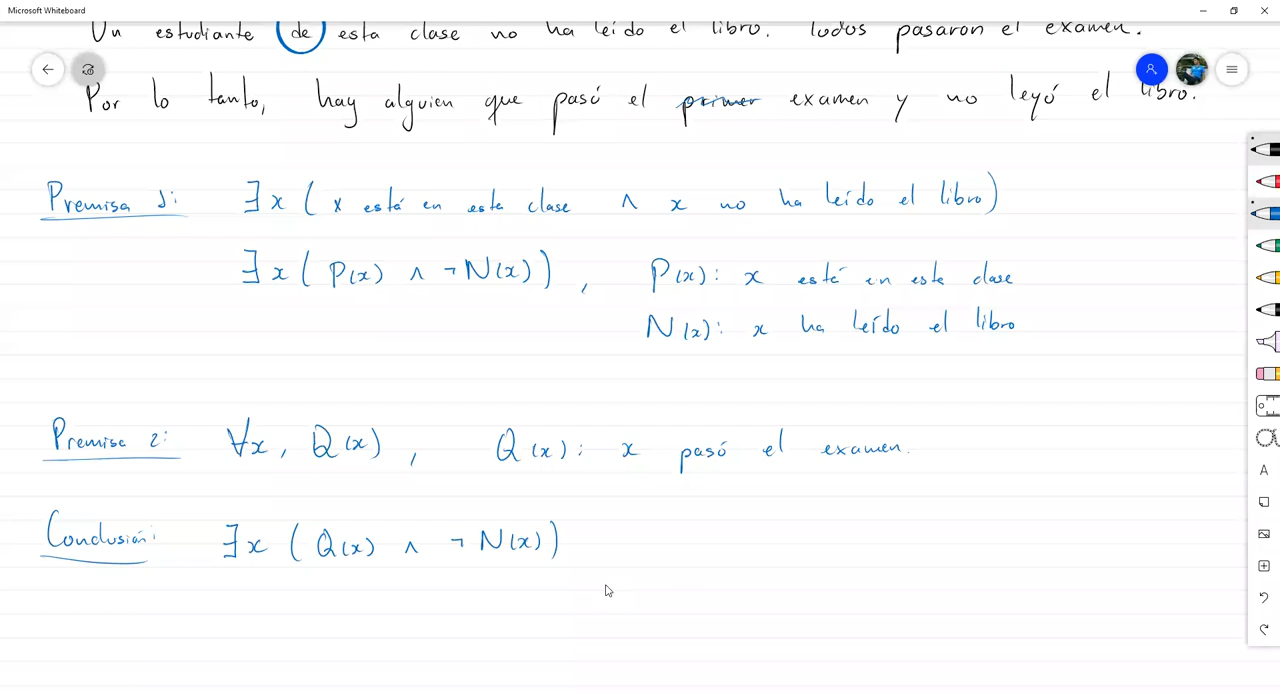 Microsoft Whiteboard
Un estudiante de esta clase no ha leído el libro. Todos pasaron el examen.
Por lo tanto, hay alguien que pasó el primer examen y no leyó el libro.
Premisa 1: ∃x ( x está en esta clase ∧ x no ha leído el libro)
∃x ( P(x) ∧ ¬N(x)) , P(x): x está en esta clase
N(x): x ha leído el libro
Premisa 2: ∀x, Q(x) , Q(x): x pasó el examen.
Conclusión: ∃x ( Q(x) ∧ ¬N(x))
A